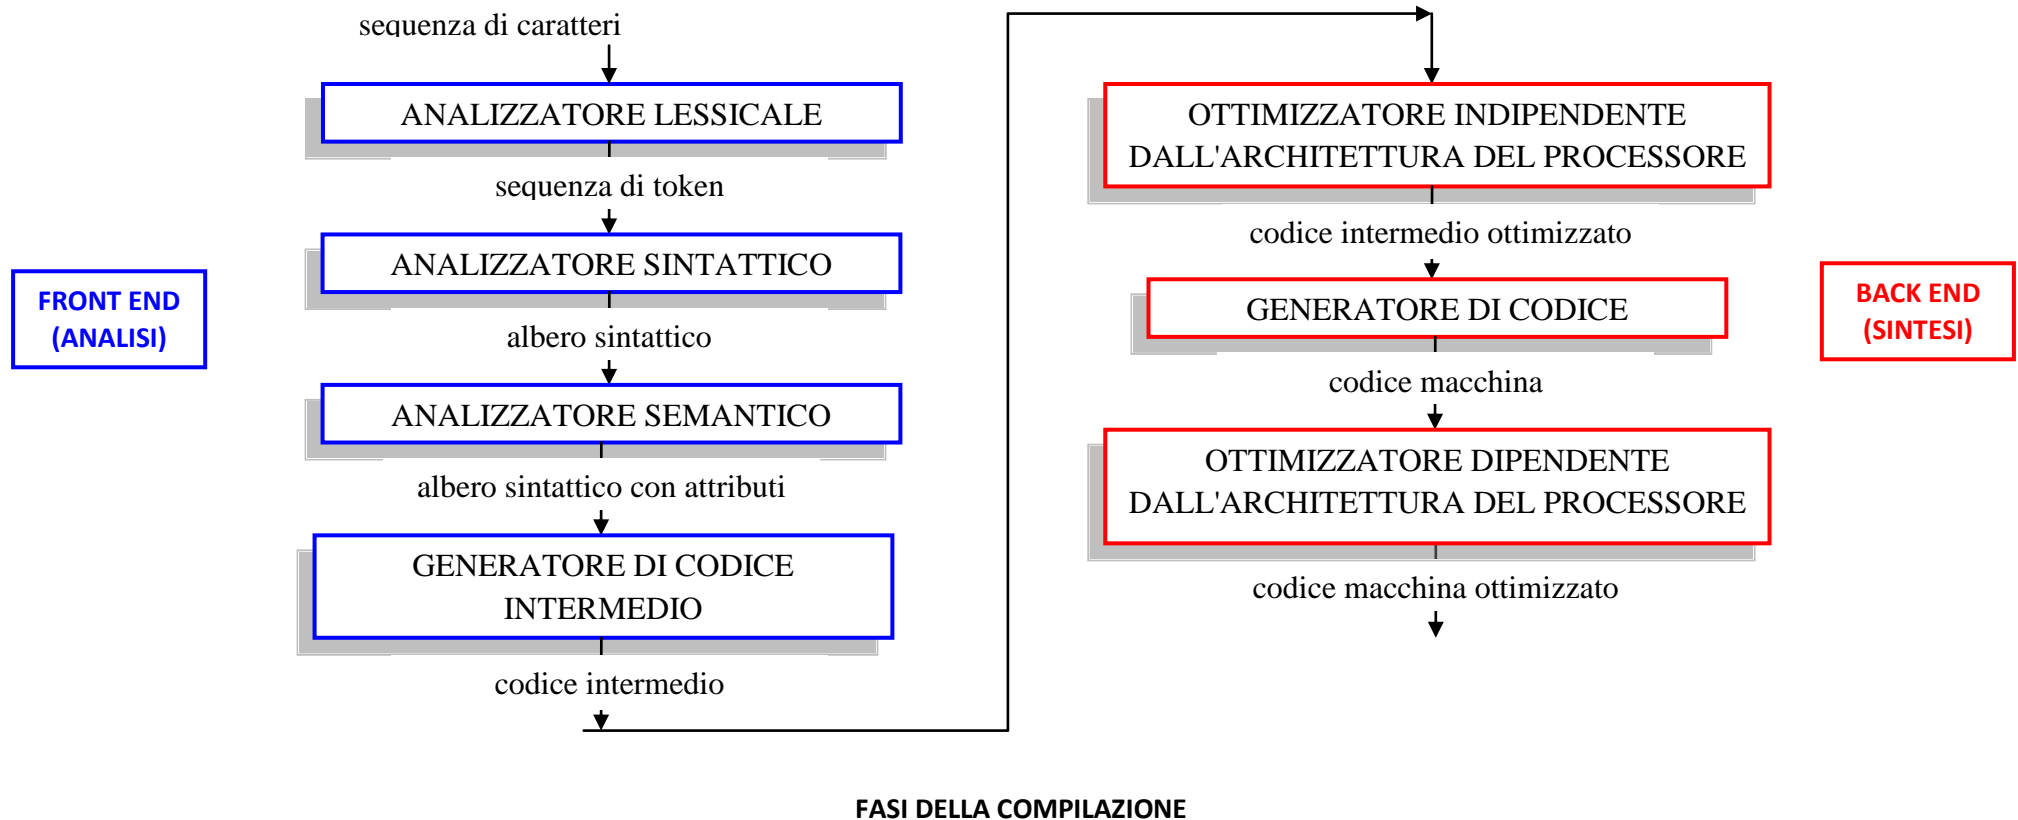 sequenza di caratteri
ANALIZZATORE LESSICALE
sequenza di token
ANALIZZATORE SINTATTICO
albero sintattico
ANALIZZATORE SEMANTICO
albero sintattico con attributi
GENERATORE DI CODICE
INTERMEDIO
codice intermedio
FRONT END
(ANALISI)
OTTIMIZZATORE INDIPENDENTE
DALL'ARCHITETTURA DEL PROCESSORE
codice intermedio ottimizzato
GENERATORE DI CODICE
codice macchina
OTTIMIZZATORE DIPENDENTE
DALL'ARCHITETTURA DEL PROCESSORE
codice macchina ottimizzato
BACK END
(SINTESI)
FASI DELLA COMPILAZIONE